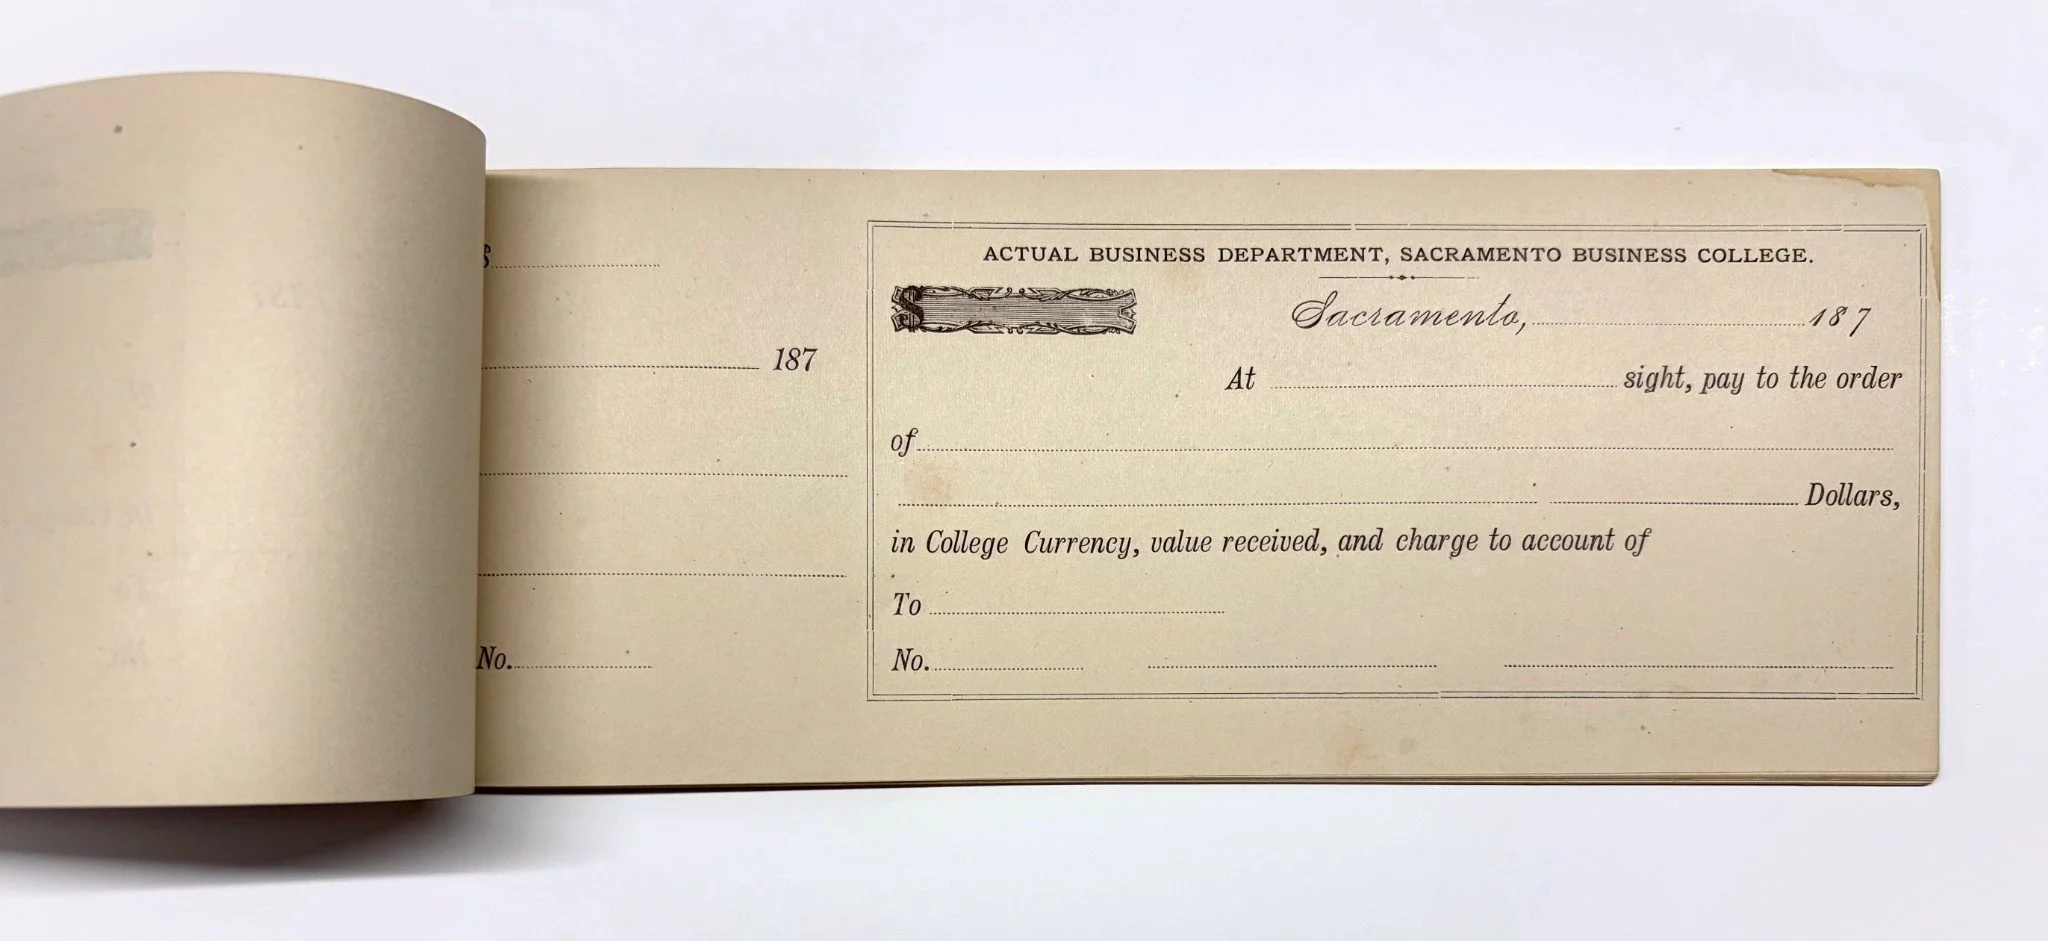 $
187
No.
ACTUAL BUSINESS DEPARTMENT, SACRAMENTO BUSINESS COLLEGE.
$ Sacramento, 187
At sight, pay to the order
of
Dollars,
in College Currency, value received, and charge to account of
To
No.